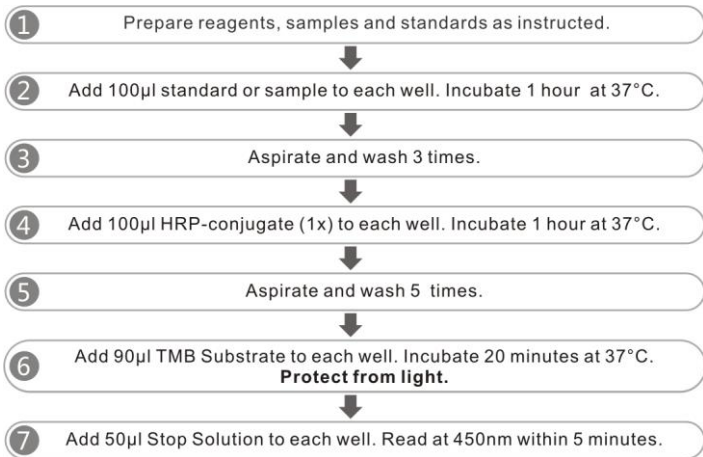 1 Prepare reagents, samples and standards as instructed.
2 Add 100μl standard or sample to each well. Incubate 1 hour at 37°C.
3 Aspirate and wash 3 times.
4 Add 100μl HRP-conjugate (1x) to each well. Incubate 1 hour at 37°C.
5 Aspirate and wash 5 times.
6 Add 90μl TMB Substrate to each well. Incubate 20 minutes at 37°C.
Protect from light.
7 Add 50μl Stop Solution to each well. Read at 450nm within 5 minutes.